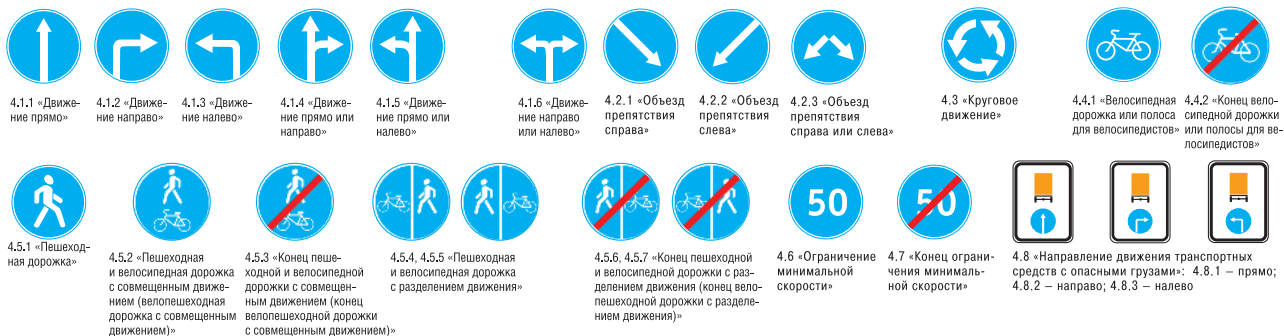 4.1.1 «Движе-
ние прямо»
4.1.2 «Движе-
ние направо»
4.1.3 «Движе-
ние налево»
4.1.4 «Движе-
ние прямо или
направо»
4.1.5 «Движе-
ние прямо или
налево»
4.1.6 «Движе-
ние направо
или налево»
4.2.1 «Объезд
препятствия
справа»
4.2.2 «Объезд
препятствия
слева»
4.2.3 «Объезд
препятствия
справа или слева»
4.3 «Круговое
движение»
4.4.1 «Велосипедная
дорожка или полоса
для велосипедистов»
4.4.2 «Конец вело-
сипедной дорожки
или полосы для ве-
лосипедистов»
4.5.1 «Пешеход-
ная дорожка»
4.5.2 «Пешеходная
и велосипедная дорожка
с совмещенным движе-
нием (велопешеходная
дорожка с совмещенным
движением)»
4.5.3 «Конец пеше-
ходной и велосипедной
дорожки с совмещен-
ным движением (конец
велопешеходной дорожки
с совмещенным движением)»
4.5.4, 4.5.5 «Пешеходная
и велосипедная дорожка
с разделением движения»
4.5.6, 4.5.7 «Конец пешеходной
и велосипедной дорожки с раз-
делением движения (конец вело-
пешеходной дорожки с разделе-
нием движения)»
50
4.6 «Ограничение
минимальной
скорости»
50
4.7 «Конец ограни-
чения минималь-
ной скорости»
4.8 «Направление движения транспортных
средств с опасными грузами»: 4.8.1 – прямо;
4.8.2 – направо; 4.8.3 – налево